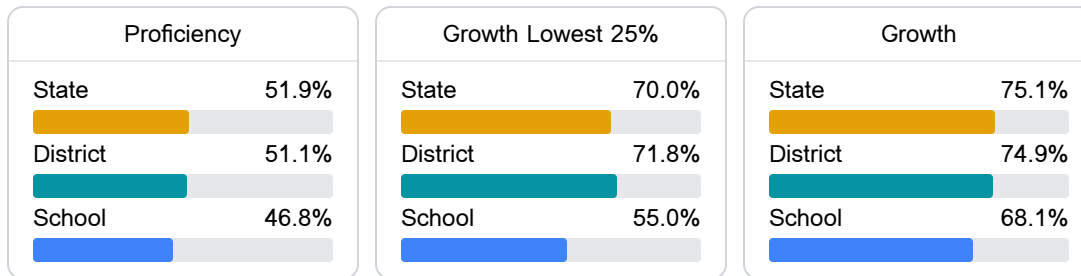 Proficiency
State 51.9%
District 51.1%
School 46.8%
Growth Lowest 25%
State 70.0%
District 71.8%
School 55.0%
Growth
State 75.1%
District 74.9%
School 68.1%